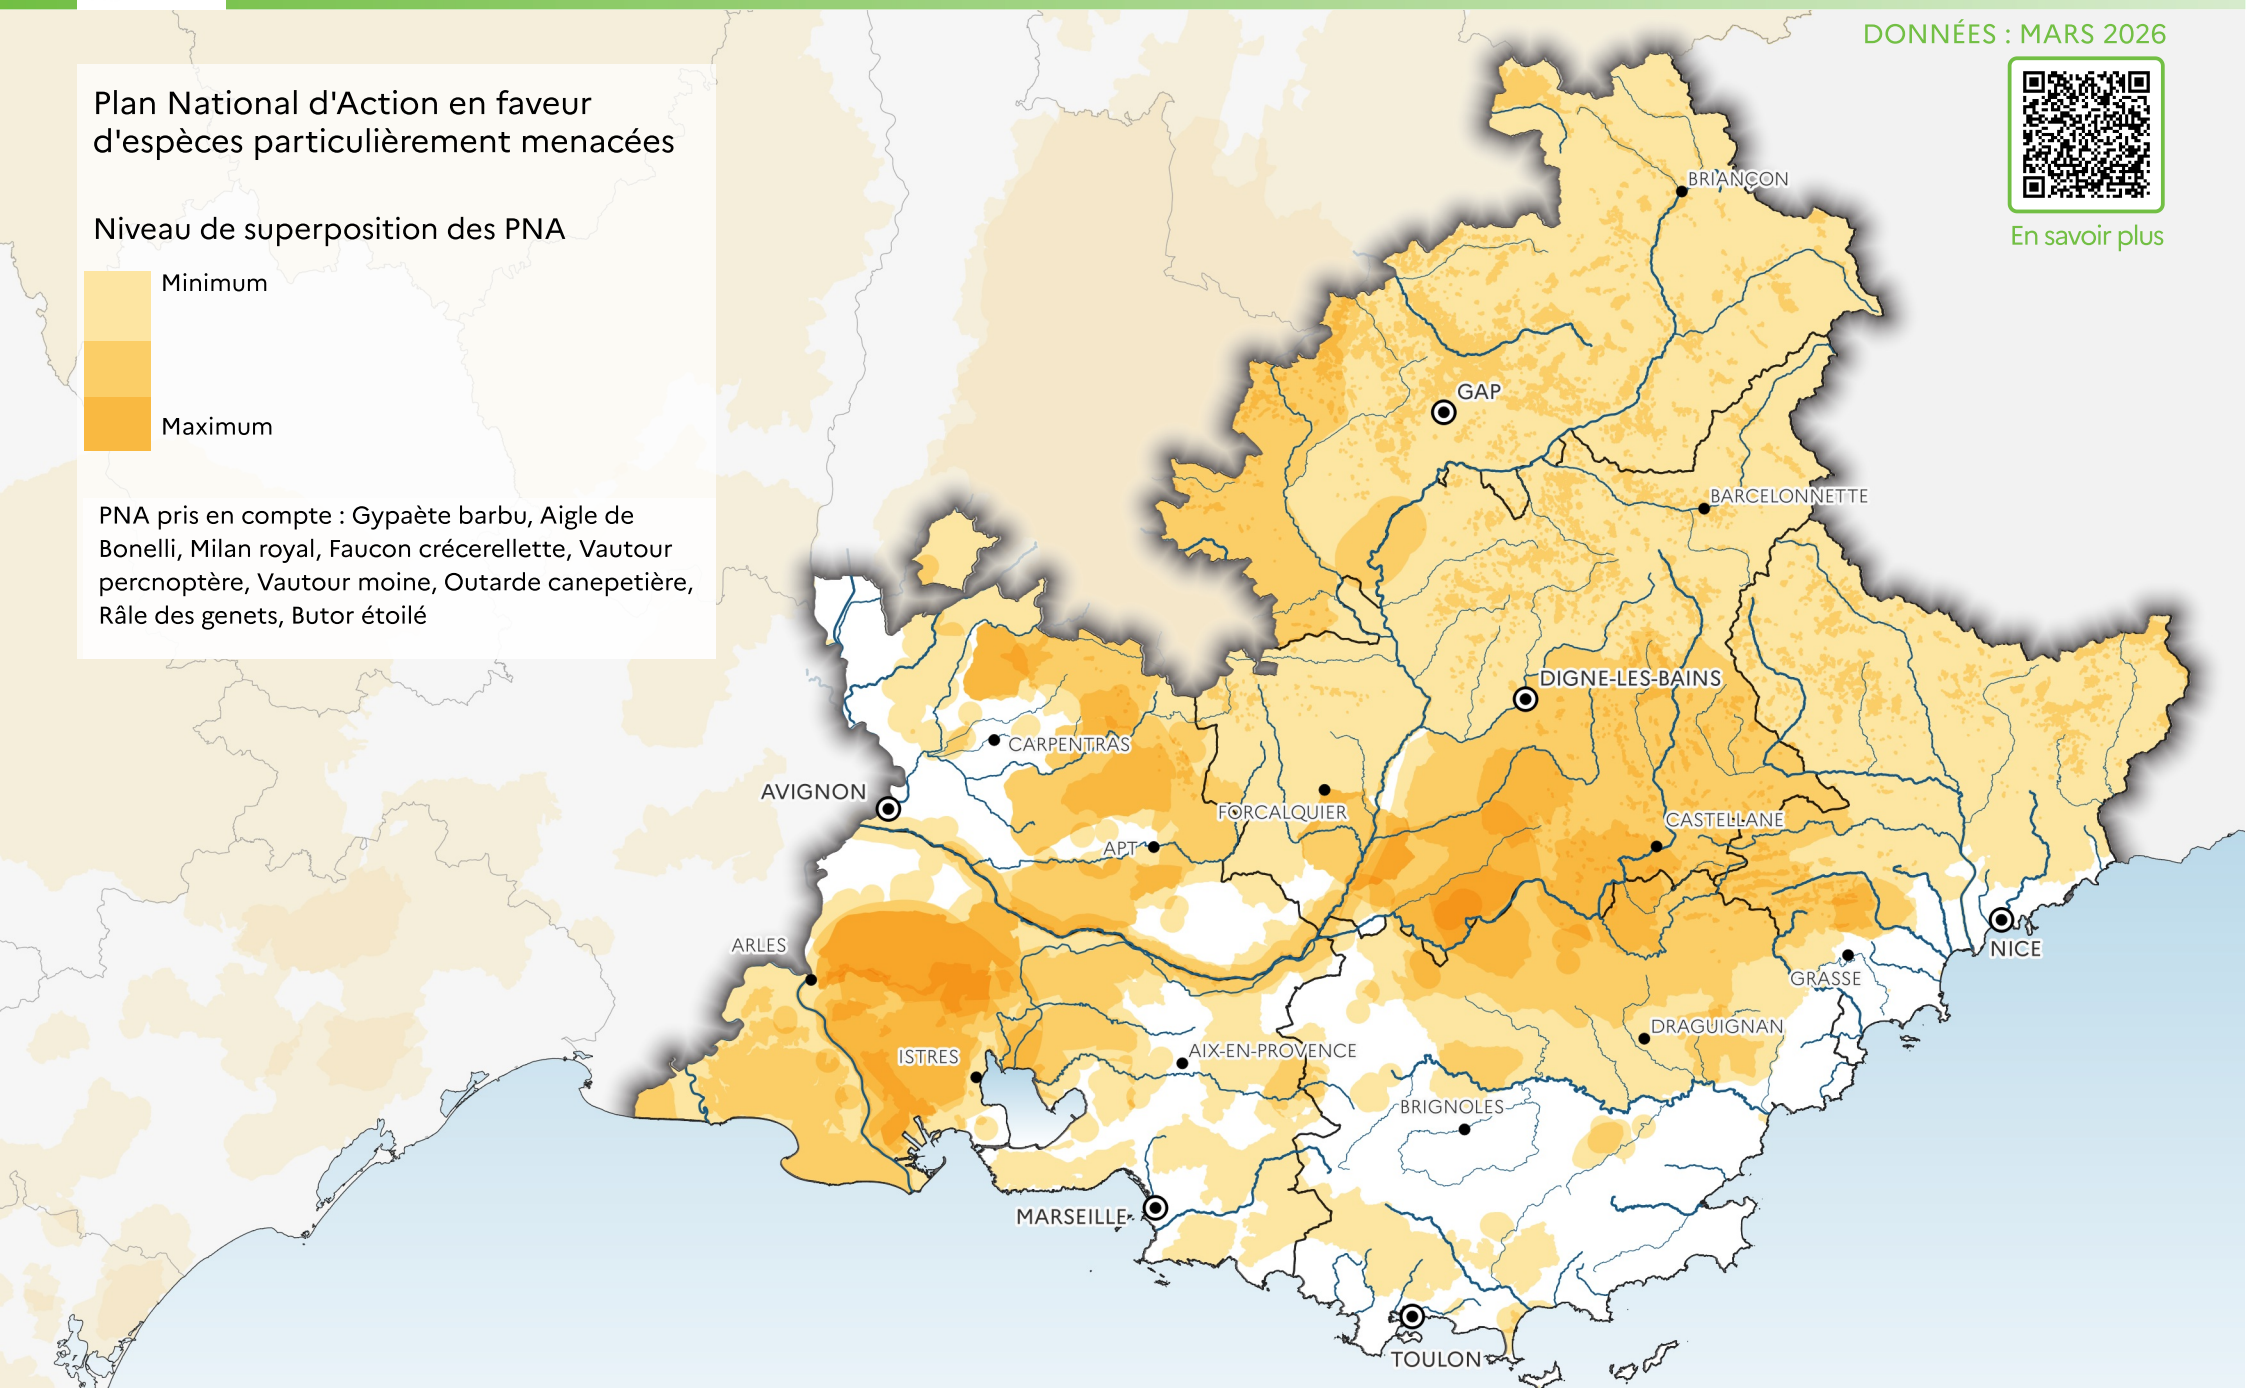 DONNÉES : MARS 2026
En savoir plus
Plan National d'Action en faveur
d'espèces particulièrement menacées
Niveau de superposition des PNA
Minimum
Maximum
PNA pris en compte : Gypaète barbu, Aigle de
Bonelli, Milan royal, Faucon crécerellette, Vautour
percnoptère, Vautour moine, Outarde canepetière,
Râle des genets, Butor étoilé
BRIANÇON
GAP
BARCELONNETTE
DIGNE-LES-BAINS
CARPENTRAS
AVIGNON
FORCALQUIER
CASTELLANE
APT
ARLES
NICE
GRASSE
DRAGUIGNAN
ISTRES
AIX-EN-PROVENCE
BRIGNOLES
MARSEILLE
TOULON